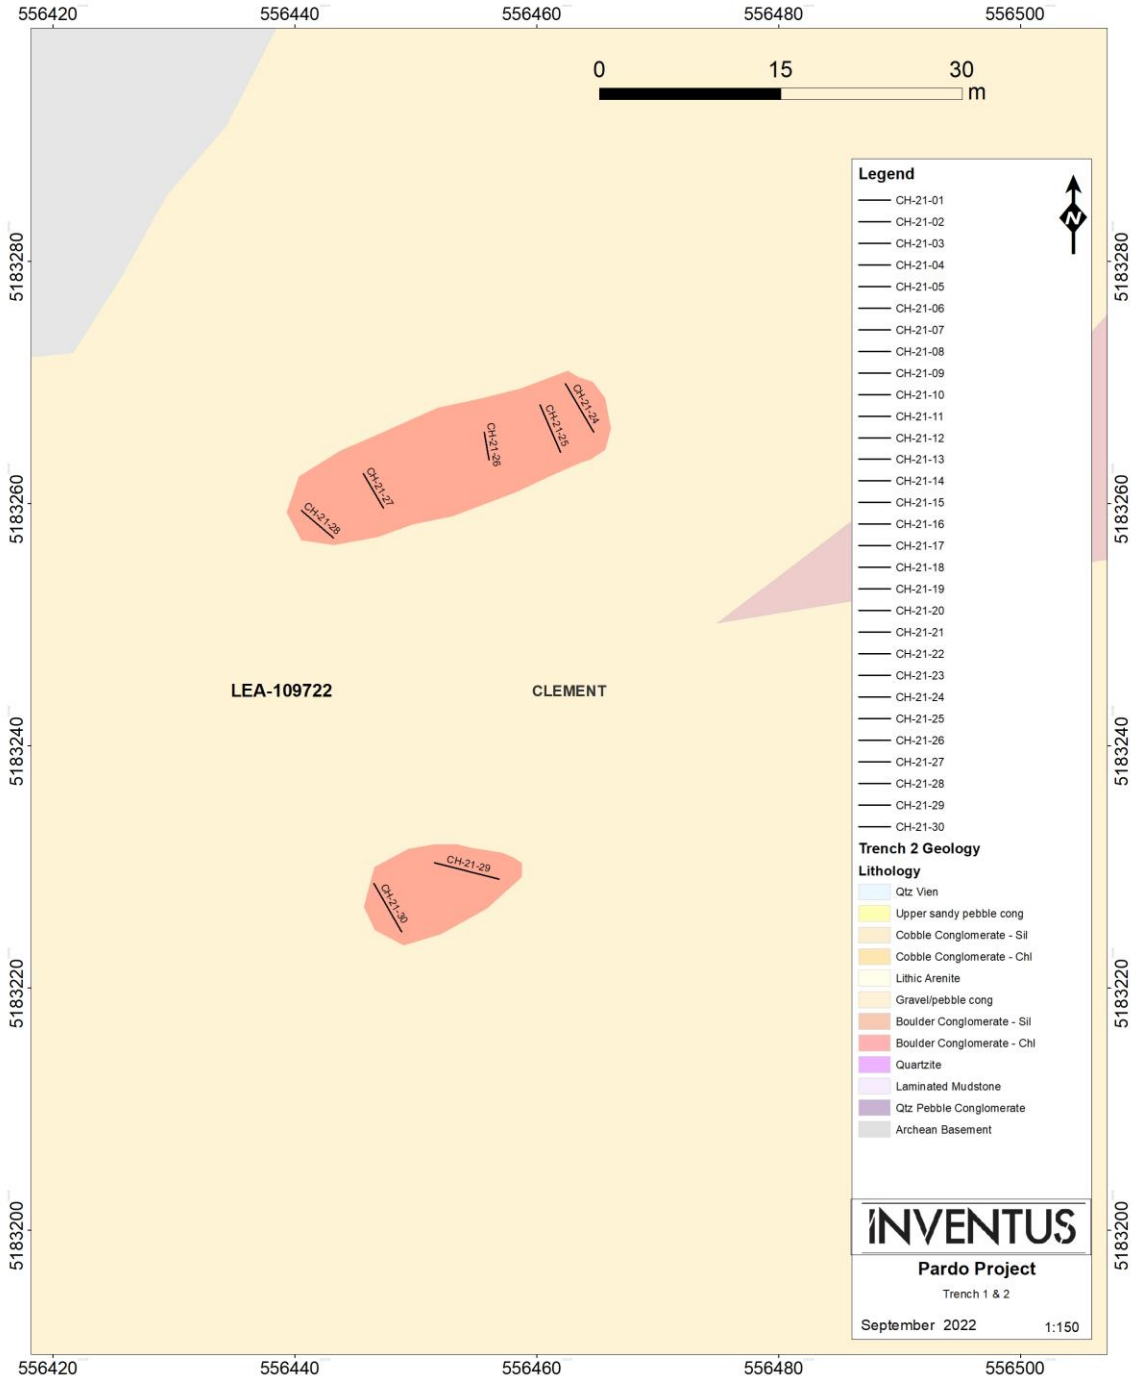 556420 556440 556460 556480 556500
0 15 30
m
Legend
N
CH-21-01
CH-21-02
CH-21-03
CH-21-04
CH-21-05
CH-21-06
CH-21-07
CH-21-08
CH-21-09
CH-21-10
CH-21-11
CH-21-12
CH-21-13
CH-21-14
CH-21-15
CH-21-16
CH-21-17
CH-21-18
CH-21-19
CH-21-20
CH-21-21
CH-21-22
CH-21-23
CH-21-24
CH-21-25
CH-21-26
CH-21-27
CH-21-28
CH-21-29
CH-21-30
Trench 2 Geology
Lithology
Qtz Vien
Upper sandy pebble cong
Cobble Conglomerate - Sil
Cobble Conglomerate - Chl
Lithic Arenite
Gravel/pebble cong
Boulder Conglomerate - Sil
Boulder Conglomerate - Chl
Quartzite
Laminated Mudstone
Qtz Pebble Conglomerate
Archean Basement
INVENTUS
Pardo Project
Trench 1 & 2
September 2022 1:150
5183280
5183260
5183240
5183220
5183200
5183280
5183260
5183240
5183220
5183200
CH-21-24
CH-21-25
CH-21-26
CH-21-27
CH-21-28
LEA-109722 CLEMENT
CH-21-29
CH-21-30
556420 556440 556460 556480 556500